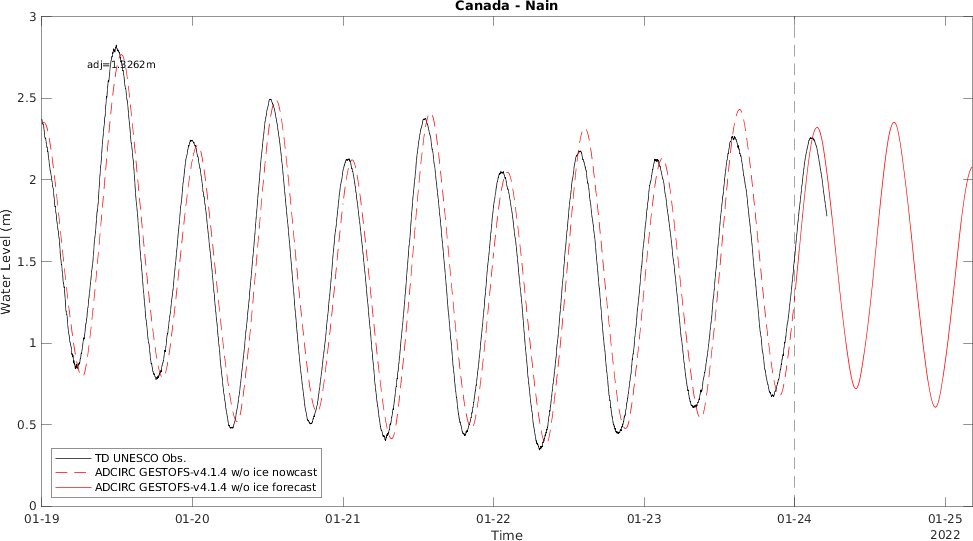 Canada - Nain
3
2.5
2
1.5
1
0.5
0
Water Level (m)
adj=1.3262m
TD UNESCO Obs.
ADCIRC GESTOFS-v4.1.4 w/o ice nowcast
ADCIRC GESTOFS-v4.1.4 w/o ice forecast
01-19 01-20 01-21 01-22 01-23 01-24 01-25
Time 2022